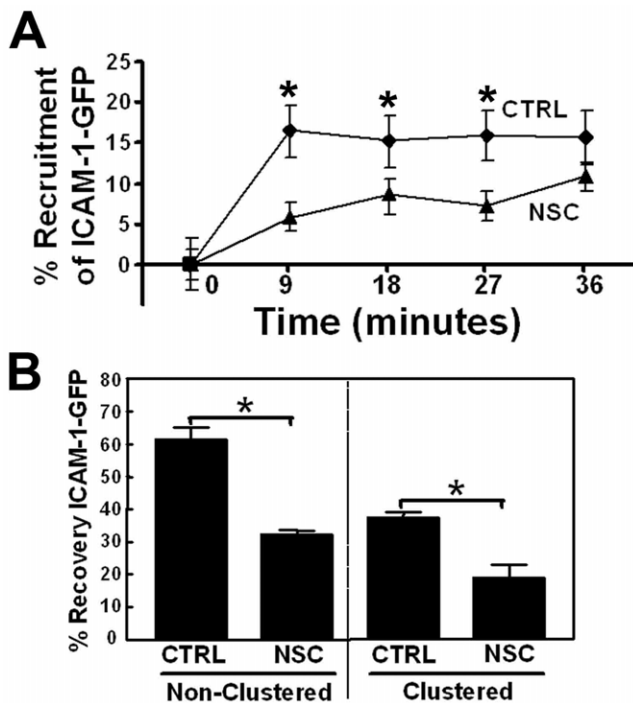 A
% Recruitment
of ICAM-1-GFP
25
20
15
10
5
0
* * *
CTRL
NSC
0 9 18 27 36
Time (minutes)
B
% Recovery ICAM-1-GFP
80
70
60
50
40
30
20
10
0
*
*
CTRL NSC CTRL NSC
Non-Clustered Clustered